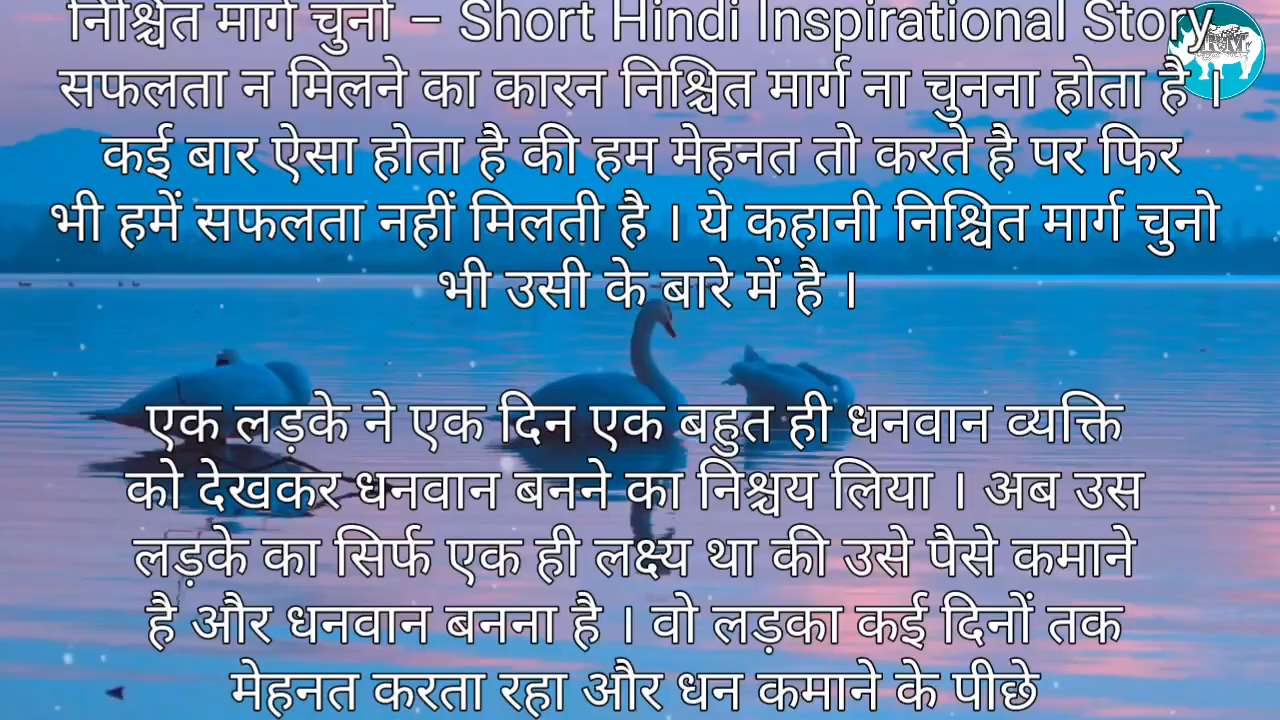 निश्चित मार्ग चुनो – Short Hindi Inspirational Story
सफलता न मिलने का कारन निश्चित मार्ग ना चुनना होता है ।
कई बार ऐसा होता है की हम मेहनत तो करते है पर फिर
भी हमें सफलता नहीं मिलती है । ये कहानी निश्चित मार्ग चुनो
भी उसी के बारे में है ।
एक लड़के ने एक दिन एक बहुत ही धनवान व्यक्ति
को देखकर धनवान बनने का निश्चय लिया । अब उस
लड़के का सिर्फ एक ही लक्ष्य था की उसे पैसे कमाने
है और धनवान बनना है । वो लड़का कई दिनों तक
मेहनत करता रहा और धन कमाने के पीछे